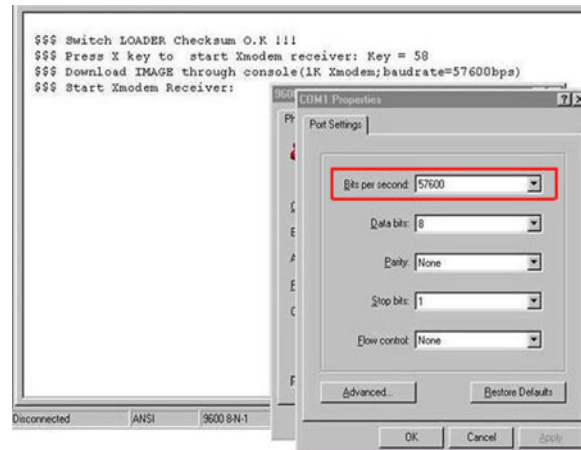 $$$ Switch LOADER Checksum O.K !!!
$$$ Press X key to  start Xmodem receiver: Key = 58
$$$ Download IMAGE through console(1K Xmodem;baudrate=57600bps)
$$$ Start Xmodem Receiver:
960
COM1 Properties
Ph
Port Settings
Bits per second: 57600
Data bits: 8
Parity: None
Stop bits: 1
Flow control: None
Advanced...
Restore Defaults
Disconnected
ANSI
9600 8-N-1
OK
Cancel
Apply